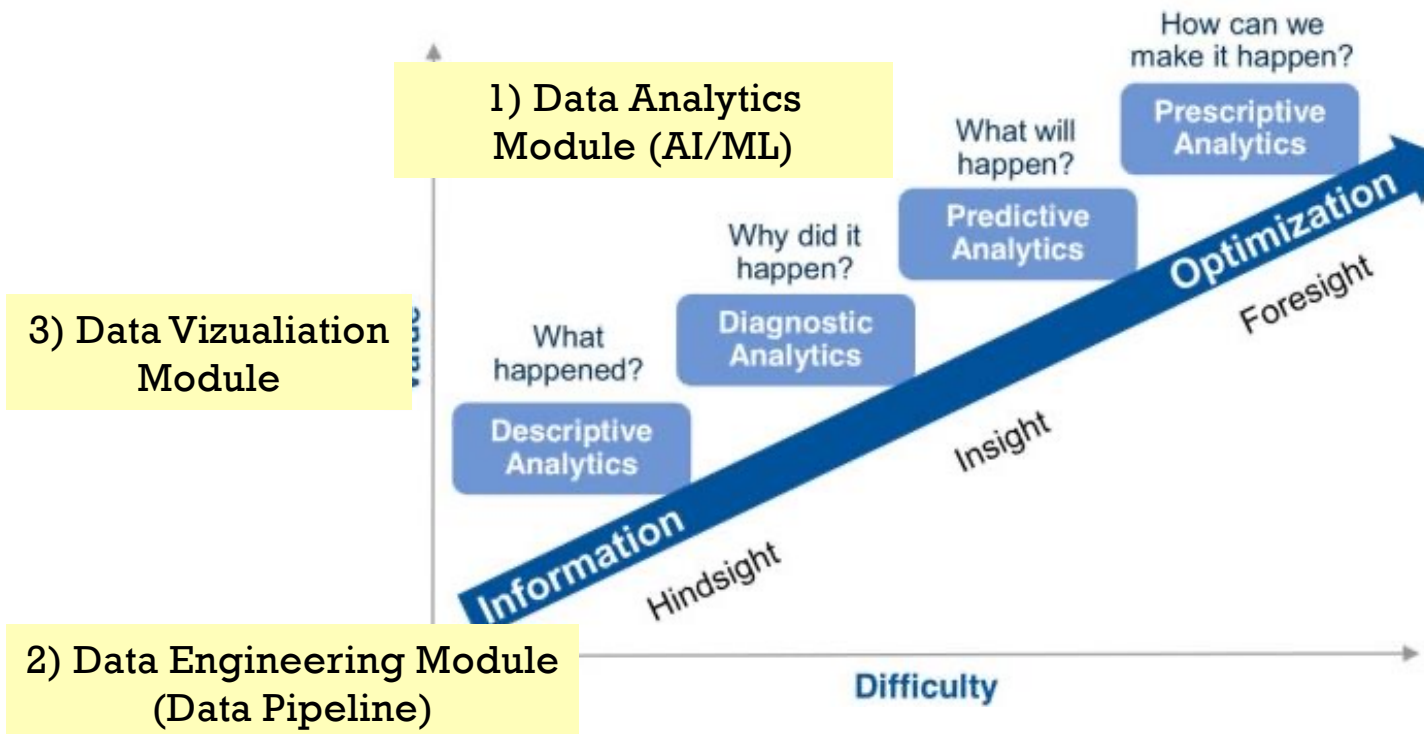 How can we
make it happen?
1) Data Analytics
Module (AI/ML)
Prescriptive
Analytics
What will
happen?
Predictive
Analytics
Why did it
happen?
Optimization
Foresight
3) Data Vizualiation
Module
Diagnostic
Analytics
What
happened?
Descriptive
Analytics
Insight
Information
Hindsight
2) Data Engineering Module
(Data Pipeline)
Difficulty